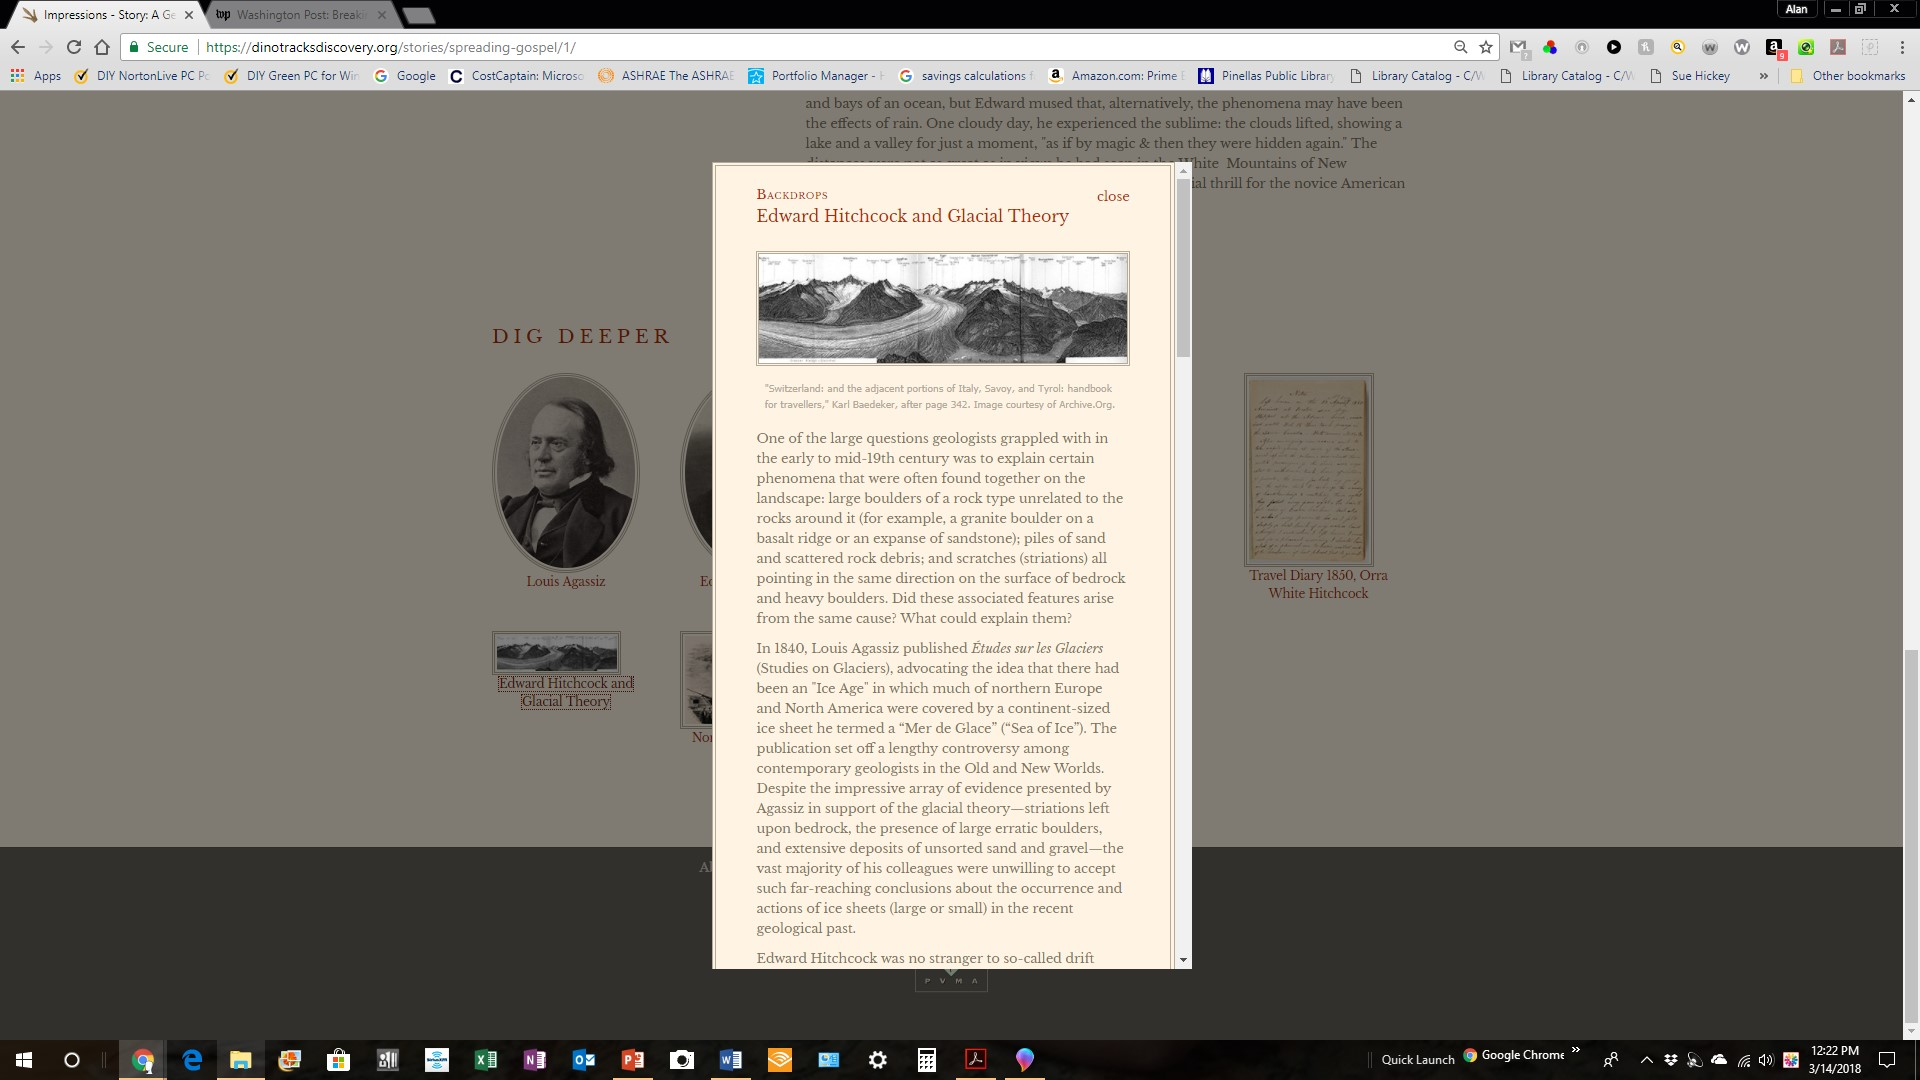 Impressions - Story: A Ge
Washington Post: Breaki
Alan
Secure
https://dinotracksdiscovery.org/stories/spreading-gospel/1/
Apps
DIY NortonLive PC Po
DIY Green PC for Win
Google
CostCaptain: Microso
ASHRAE The ASHRAE
Portfolio Manager - H
savings calculations f
Amazon.com: Prime E
Pinellas Public Library
Library Catalog - C/W
Library Catalog - C/W
Sue Hickey
Other bookmarks
and bays of an ocean, but Edward mused that, alternatively, the phenomena may have been
the effects of rain. One cloudy day, he experienced the sublime: the clouds lifted, showing a
lake and a valley for just a moment, "as if by magic & then they were hidden again." The
White Mountains of New
ial thrill for the novice American
BACKDROPS
close
Edward Hitchcock and Glacial Theory
"Switzerland: and the adjacent portions of Italy, Savoy, and Tyrol: handbook
for travellers," Karl Baedeker, after page 342. Image courtesy of Archive.Org.
One of the large questions geologists grappled with in
the early to mid-19th century was to explain certain
phenomena that were often found together on the
landscape: large boulders of a rock type unrelated to the
rocks around it (for example, a granite boulder on a
basalt ridge or an expanse of sandstone); piles of sand
and scattered rock debris; and scratches (striations) all
pointing in the same direction on the surface of bedrock
and heavy boulders. Did these associated features arise
from the same cause? What could explain them?
In 1840, Louis Agassiz published Études sur les Glaciers
(Studies on Glaciers), advocating the idea that there had
been an "Ice Age" in which much of northern Europe
and North America were covered by a continent-sized
ice sheet he termed a “Mer de Glace” (“Sea of Ice”). The
publication set off a lengthy controversy among
contemporary geologists in the Old and New Worlds.
Despite the impressive array of evidence presented by
Agassiz in support of the glacial theory—striations left
upon bedrock, the presence of large erratic boulders,
and extensive deposits of unsorted sand and gravel—the
vast majority of his colleagues were unwilling to accept
such far-reaching conclusions about the occurrence and
actions of ice sheets (large or small) in the recent
geological past.
Edward Hitchcock was no stranger to so-called drift
DIG DEEPER
Louis Agassiz
Ed
Travel Diary 1850, Orra
White Hitchcock
Edward Hitchcock and
Glacial Theory
Nor
Al
P V M A
Quick Launch
Google Chrome
12:22 PM
3/14/2018